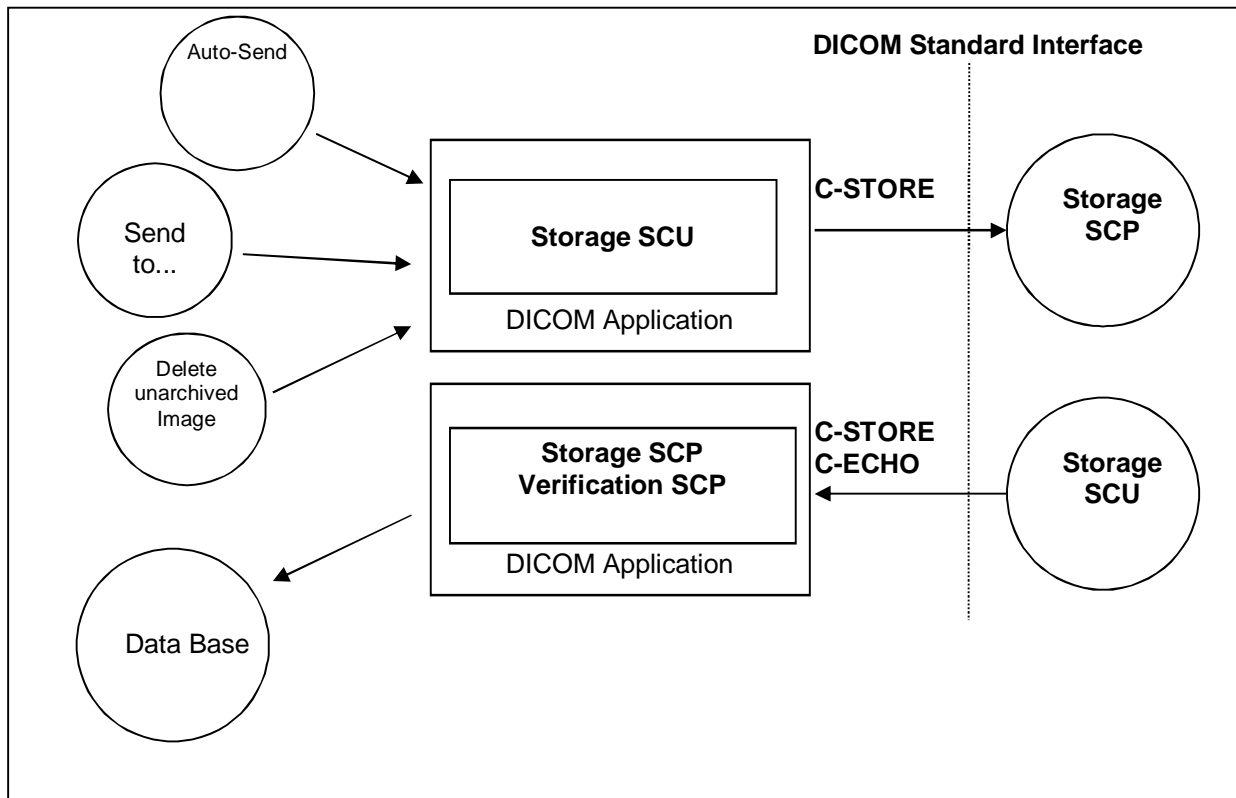 Auto-Send
DICOM Standard Interface
Send
to...
Storage SCU
DICOM Application
C-STORE
Storage
SCP
Delete
unarchived
Image
Storage SCP
Verification SCP
DICOM Application
C-STORE
C-ECHO
Storage
SCU
Data Base